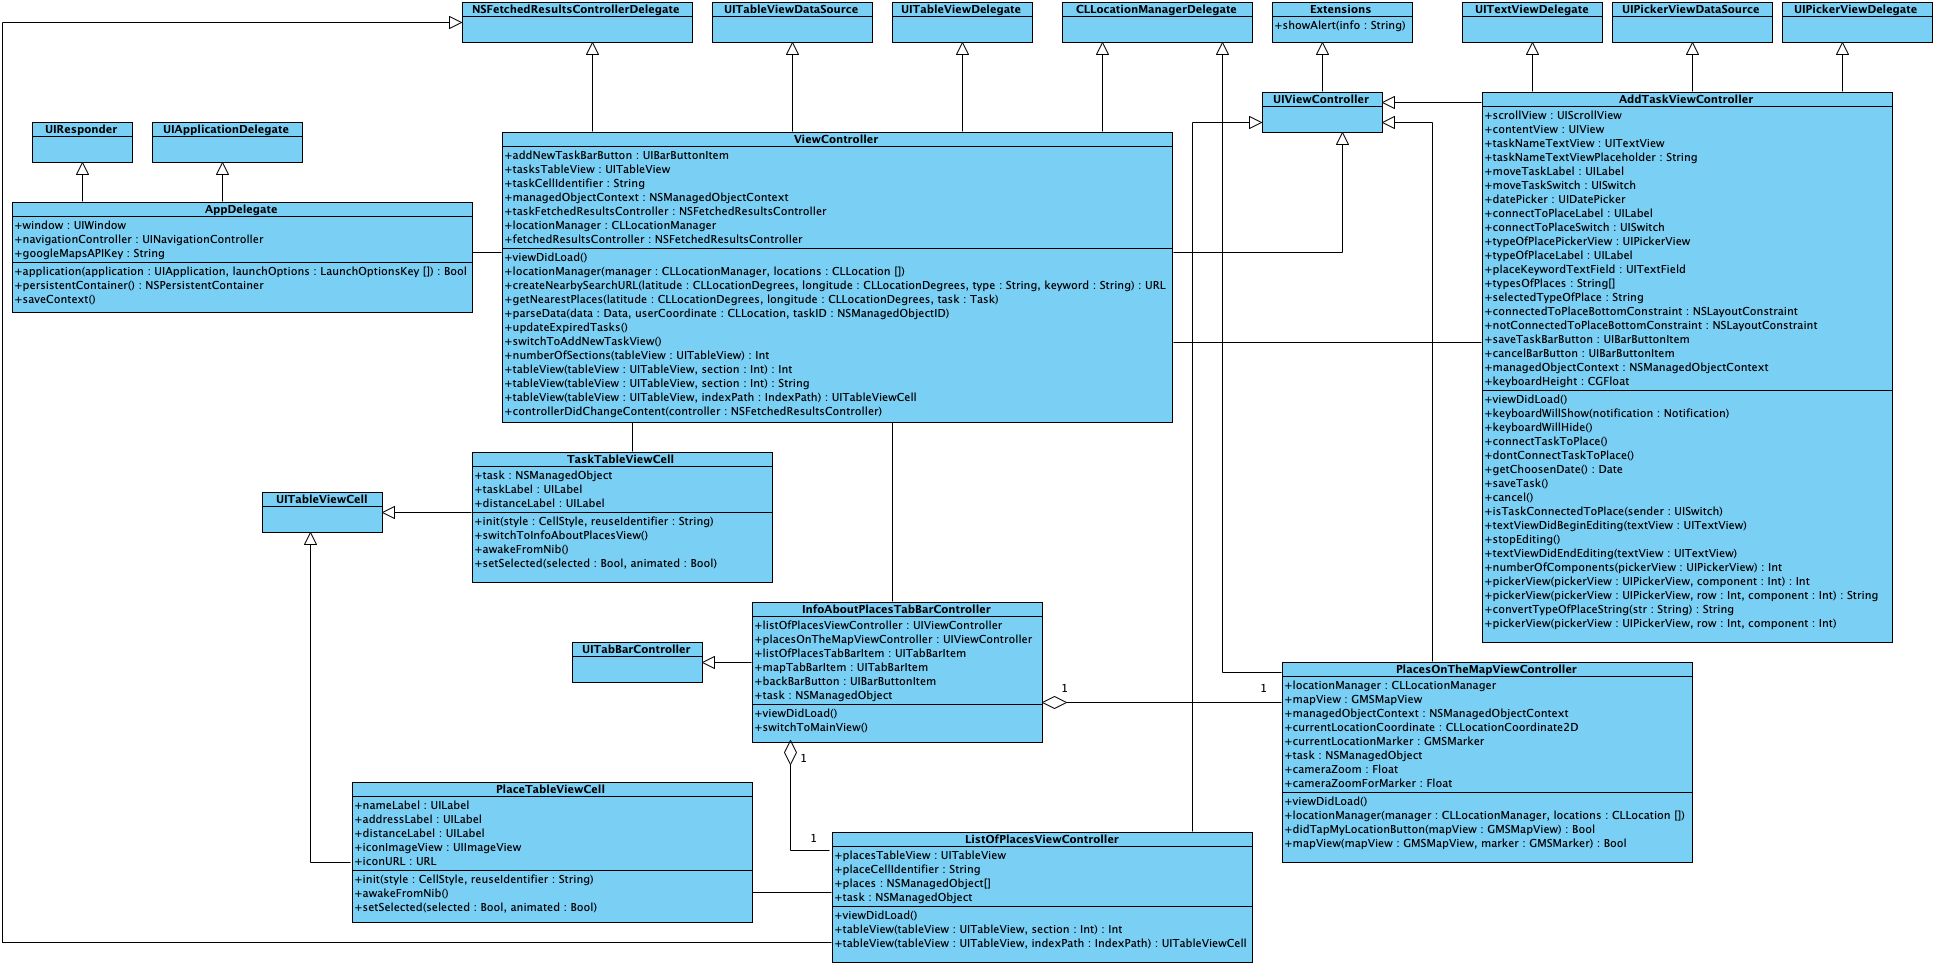 NSFetchedResultsControllerDelegate
UITableViewDataSource
UITableViewDelegate
CLLocationManagerDelegate
Extensions
+showAlert(info : String)
UITextViewDelegate
UIPickerViewDataSource
UIPickerViewDelegate
UIResponder
UIApplicationDelegate
AppDelegate
+window : UIWindow
+navigationController : UINavigationController
+googleMapsAPIKey : String
+application(application : UIApplication, launchOptions : LaunchOptionsKey []) : Bool
+persistentContainer() : NSPersistentContainer
+saveContext()
ViewController
+addNewTaskBarButton : UIBarButtonItem
+tasksTableView : UITableView
+taskCellIdentifier : String
+managedObjectContext : NSManagedObjectContext
+taskFetchedResultsController : NSFetchedResultsController
+locationManager : CLLocationManager
+fetchedResultsController : NSFetchedResultsController
+viewDidLoad()
+locationManager(manager : CLLocationManager, locations : CLLocation [])
+createNearbySearchURL(latitude : CLLocationDegrees, longitude : CLLocationDegrees, type : String, keyword : String) : URL
+getNearestPlaces(latitude : CLLocationDegrees, longitude : CLLocationDegrees, task : Task)
+parseData(data : Data, userCoordinate : CLLocation, taskID : NSManagedObjectID)
+updateExpiredTasks()
+switchToAddNewTaskView()
+numberOfSections(tableView : UITableView) : Int
+tableView(tableView : UITableView, section : Int) : Int
+tableView(tableView : UITableView, section : Int) : String
+tableView(tableView : UITableView, indexPath : IndexPath) : UITableViewCell
+controllerDidChangeContent(controller : NSFetchedResultsController)
UIViewController
AddTaskViewController
+scrollView : UIScrollView
+contentView : UIView
+taskNameTextView : UITextView
+taskNameTextViewPlaceholder : String
+moveTaskLabel : UILabel
+moveTaskSwitch : UISwitch
+datePicker : UIDatePicker
+connectToPlaceLabel : UILabel
+connectToPlaceSwitch : UISwitch
+typeOfPlacePickerView : UIPickerView
+typeOfPlaceLabel : UILabel
+placeKeywordTextField : UITextField
+typesOfPlaces : String[]
+selectedTypeOfPlace : String
+connectedToPlaceBottomConstraint : NSLayoutConstraint
+notConnectedToPlaceBottomConstraint : NSLayoutConstraint
+saveTaskBarButton : UIBarButtonItem
+cancelBarButton : UIBarButtonItem
+managedObjectContext : NSManagedObjectContext
+keyboardHeight : CGFloat
+viewDidLoad()
+keyboardWillShow(notification : Notification)
+keyboardWillHide()
+connectTaskToPlace()
+dontConnectTaskToPlace()
+getChoosenDate() : Date
+saveTask()
+cancel()
+isTaskConnectedToPlace(sender : UISwitch)
+textViewDidBeginEditing(textView : UITextView)
+stopEditing()
+textViewDidEndEditing(textView : UITextView)
+numberOfComponents(pickerView : UIPickerView) : Int
+pickerView(pickerView : UIPickerView, component : Int) : Int
+pickerView(pickerView : UIPickerView, row : Int, component : Int) : String
+convertTypeOfPlaceString(str : String) : String
+pickerView(pickerView : UIPickerView, row : Int, component : Int)
UITableViewCell
TaskTableViewCell
+task : NSManagedObject
+taskLabel : UILabel
+distanceLabel : UILabel
+init(style : CellStyle, reuseIdentifier : String)
+switchToInfoAboutPlacesView()
+awakeFromNib()
+setSelected(selected : Bool, animated : Bool)
UITabBarController
InfoAboutPlacesTabBarController
+listOfPlacesViewController : UIViewController
+placesOnTheMapViewController : UIViewController
+listOfPlacesTabBarItem : UITabBarItem
+mapTabBarItem : UITabBarItem
+backBarButton : UIBarButtonItem
+task : NSManagedObject
+viewDidLoad()
+switchToMainView()
1
1
1
1
PlacesOnTheMapViewController
+locationManager : CLLocationManager
+mapView : GMSMapView
+managedObjectContext : NSManagedObjectContext
+currentLocationCoordinate : CLLocationCoordinate2D
+currentLocationMarker : GMSMarker
+task : NSManagedObject
+cameraZoom : Float
+cameraZoomForMarker : Float
+viewDidLoad()
+locationManager(manager : CLLocationManager, locations : CLLocation [])
+didTapMyLocationButton(mapView : GMSMapView) : Bool
+mapView(mapView : GMSMapView, marker : GMSMarker) : Bool
PlaceTableViewCell
+nameLabel : UILabel
+addressLabel : UILabel
+distanceLabel : UILabel
+iconImageView : UIImageView
+iconURL : URL
+init(style : CellStyle, reuseIdentifier : String)
+awakeFromNib()
+setSelected(selected : Bool, animated : Bool)
ListOfPlacesViewController
+placesTableView : UITableView
+placeCellIdentifier : String
+places : NSManagedObject[]
+task : NSManagedObject
+viewDidLoad()
+tableView(tableView : UITableView, section : Int) : Int
+tableView(tableView : UITableView, indexPath : IndexPath) : UITableViewCell